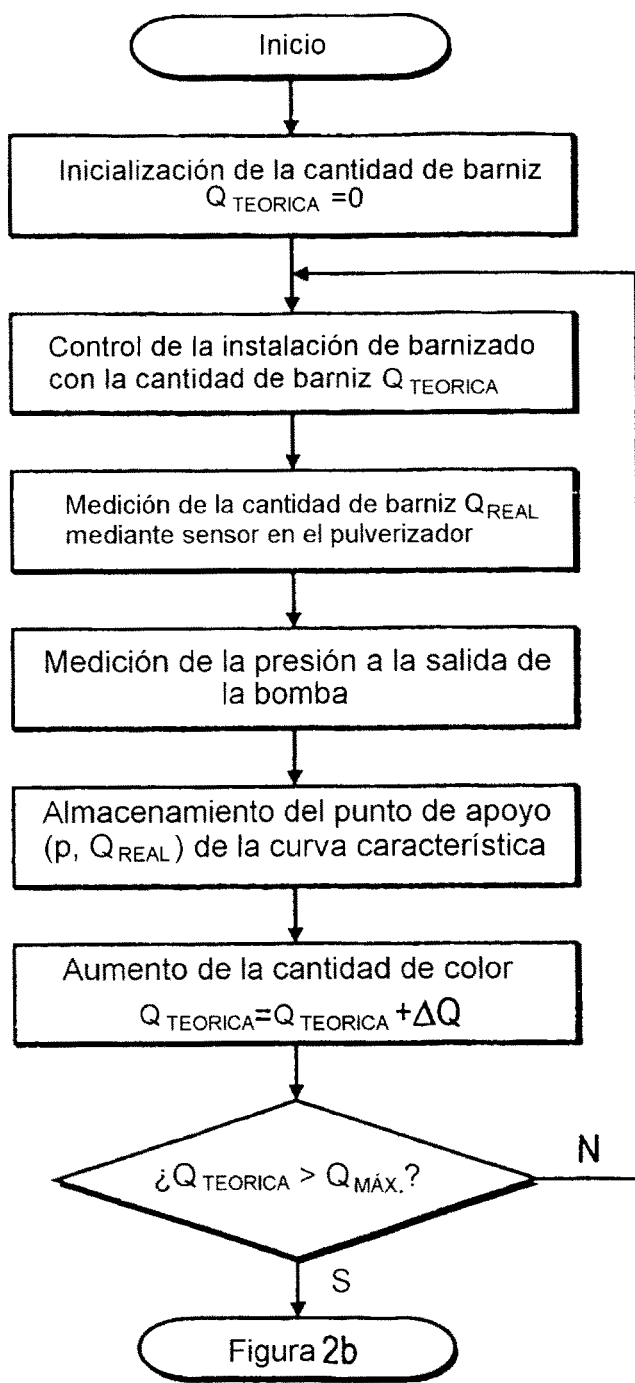 Inicio
Inicialización de la cantidad de barniz
Q TEORICA =0
Control de la instalación de barnizado
con la cantidad de barniz Q TEORICA
Medición de la cantidad de barniz Q REAL
mediante sensor en el pulverizador
Medición de la presión a la salida de
la bomba
Almacenamiento del punto de apoyo
(p, Q REAL) de la curva característica
Aumento de la cantidad de color
Q TEORICA=Q TEORICA +ΔQ
¿Q TEORICA > Q MÁX.?
N
S
Figura 2b